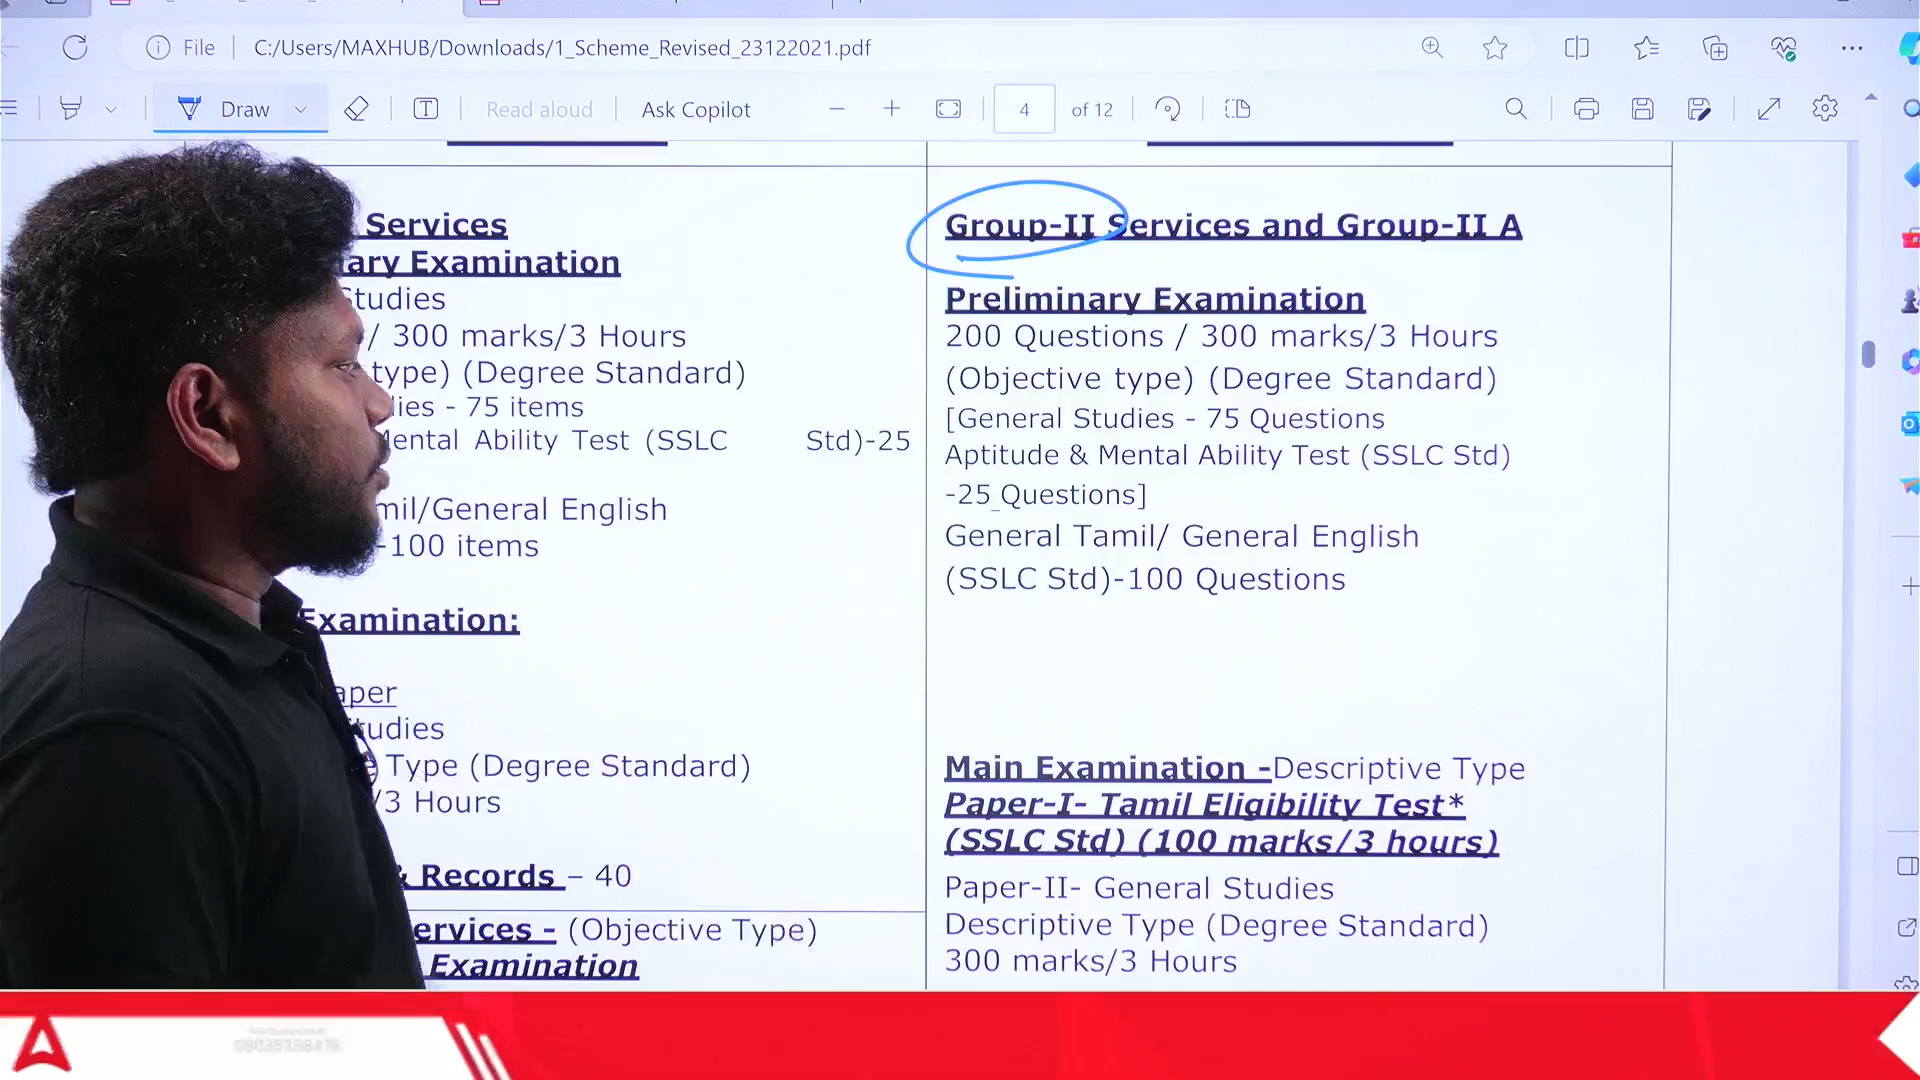 File
C:/Users/MAXHUB/Downloads/1_Scheme_Revised_23122021.pdf
Draw
Read aloud
Ask Copilot
4
of 12
Services
ary Examination
Studies
/ 300 marks/3 Hours
type) (Degree Standard)
dies - 75 items
Mental Ability Test (SSLC Std)-25
mil/General English
-100 items
Examination:
aper
tudies
e Type (Degree Standard)
/3 Hours
& Records – 40
ervices - (Objective Type)
Examination
Group-II Services and Group-II A
Preliminary Examination
200 Questions / 300 marks/3 Hours
(Objective type) (Degree Standard)
[General Studies - 75 Questions
Aptitude & Mental Ability Test (SSLC Std)
-25 Questions]
General Tamil/ General English
(SSLC Std)-100 Questions
Main Examination -Descriptive Type
Paper-I- Tamil Eligibility Test*
(SSLC Std) (100 marks/3 hours)
Paper-II- General Studies
Descriptive Type (Degree Standard)
300 marks/3 Hours